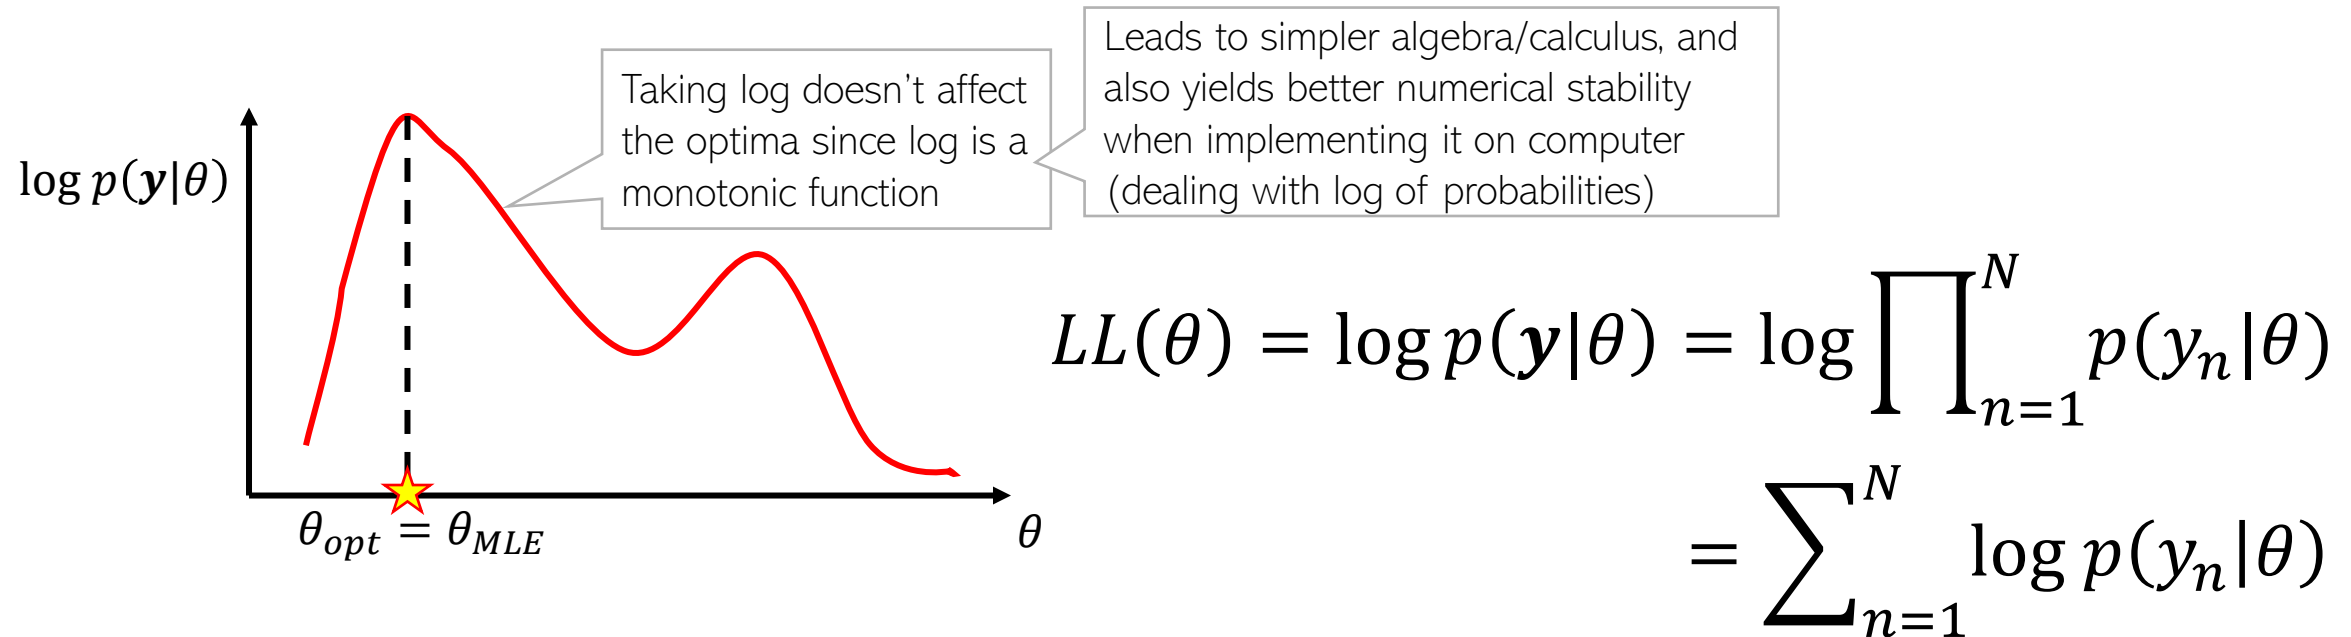 Leads to simpler algebra/calculus, and
also yields better numerical stability
when implementing it on computer
(dealing with log of probabilities)
Taking log doesn't affect
the optima since log is a
monotonic function
log p(y|θ)
θ_opt = θ_MLE
θ
LL(θ) = log p(y|θ) = log ∏_{n=1}^{N} p(y_n|θ)
= ∑_{n=1}^{N} log p(y_n|θ)